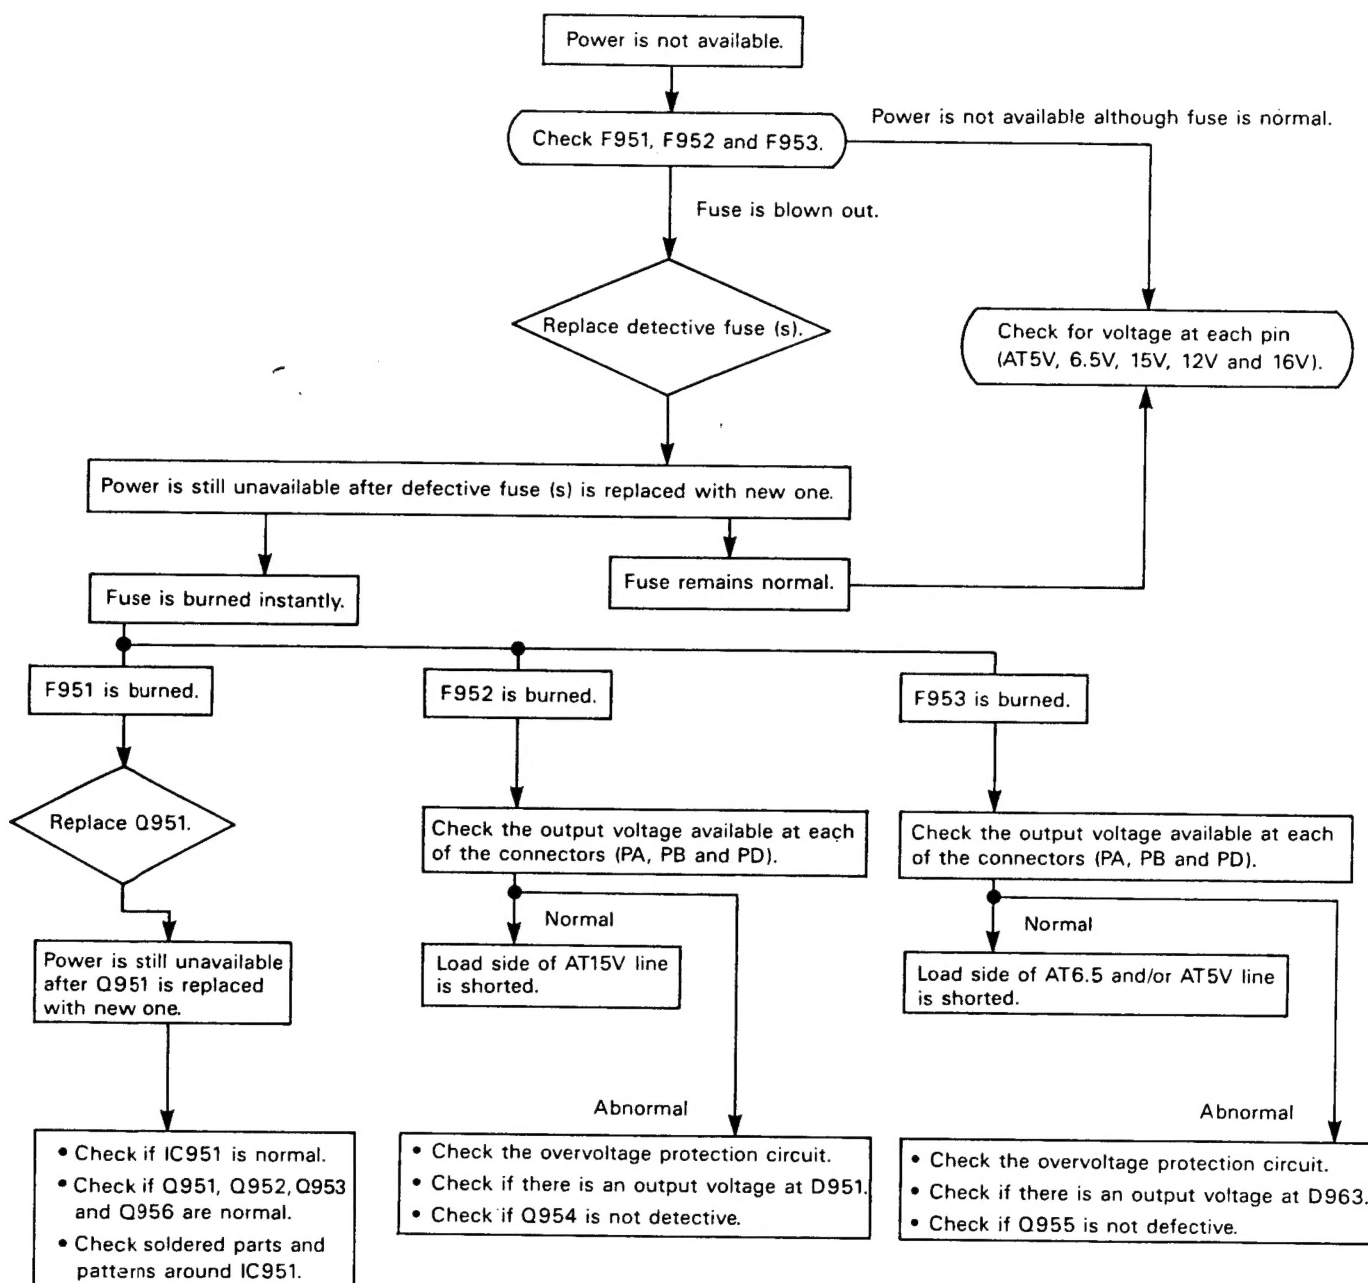 Power is not available.
Check F951, F952 and F953.
Power is not available although fuse is normal.
Fuse is blown out.
Replace detective fuse (s).
Check for voltage at each pin
(AT5V, 6.5V, 15V, 12V and 16V).
Power is still unavailable after defective fuse (s) is replaced with new one.
Fuse is burned instantly.
Fuse remains normal.
F951 is burned.
F952 is burned.
F953 is burned.
Replace Q951.
Check the output voltage available at each
of the connectors (PA, PB and PD).
Check the output voltage available at each
of the connectors (PA, PB and PD).
Normal
Normal
Power is still unavailable
after Q951 is replaced
with new one.
Load side of AT15V line
is shorted.
Load side of AT6.5 and/or AT5V line
is shorted.
Abnormal
Abnormal
• Check if IC951 is normal.
• Check if Q951, Q952, Q953
and Q956 are normal.
• Check soldered parts and
patterns around IC951.
• Check the overvoltage protection circuit.
• Check if there is an output voltage at D951.
• Check if Q954 is not detective.
• Check the overvoltage protection circuit.
• Check if there is an output voltage at D963.
• Check if Q955 is not defective.